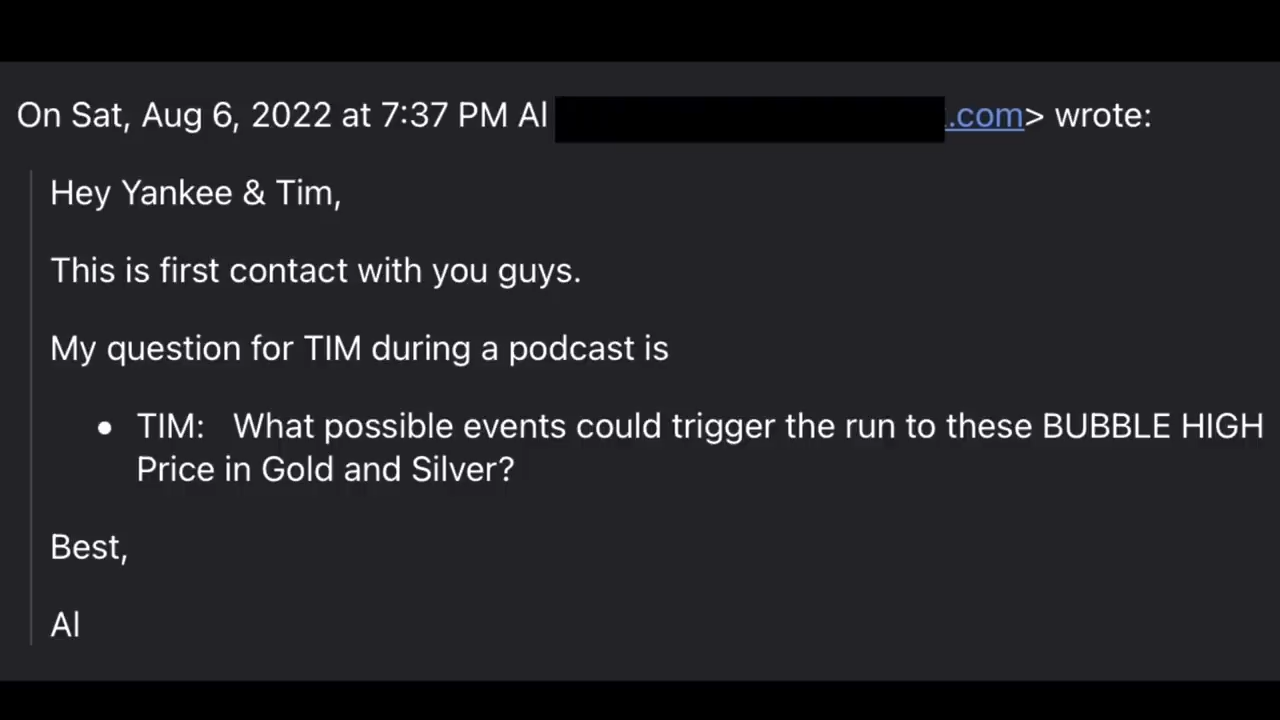 On Sat, Aug 6, 2022 at 7:37 PM Al .com> wrote:
Hey Yankee & Tim,
This is first contact with you guys.
My question for TIM during a podcast is
• TIM: What possible events could trigger the run to these BUBBLE HIGH
Price in Gold and Silver?
Best,
Al